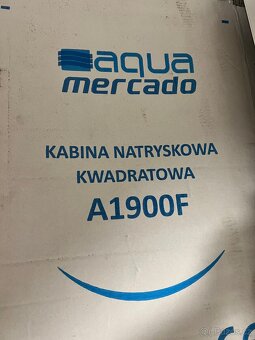 aqua
mercado
KABINA NATRYSKOWA
KWADRATOWA
A1900F